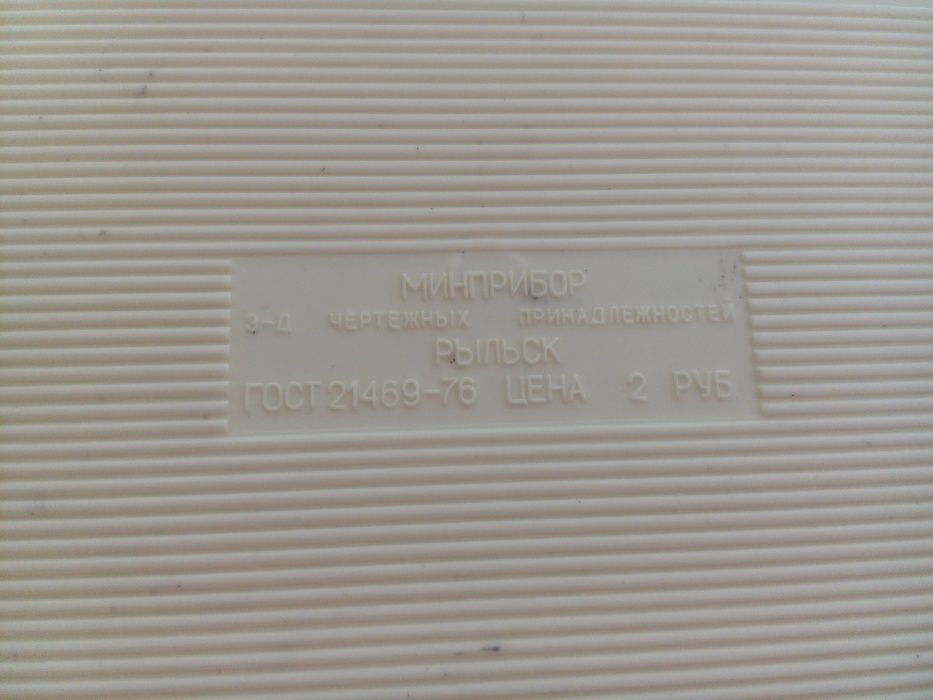 МИНПРИБОР
З-Д ЧЕРТЕЖНЫХ ПРИНАДЛЕЖНОСТЕЙ
РЫЛЬСК
ГОСТ 21469-76 ЦЕНА 2 РУБ